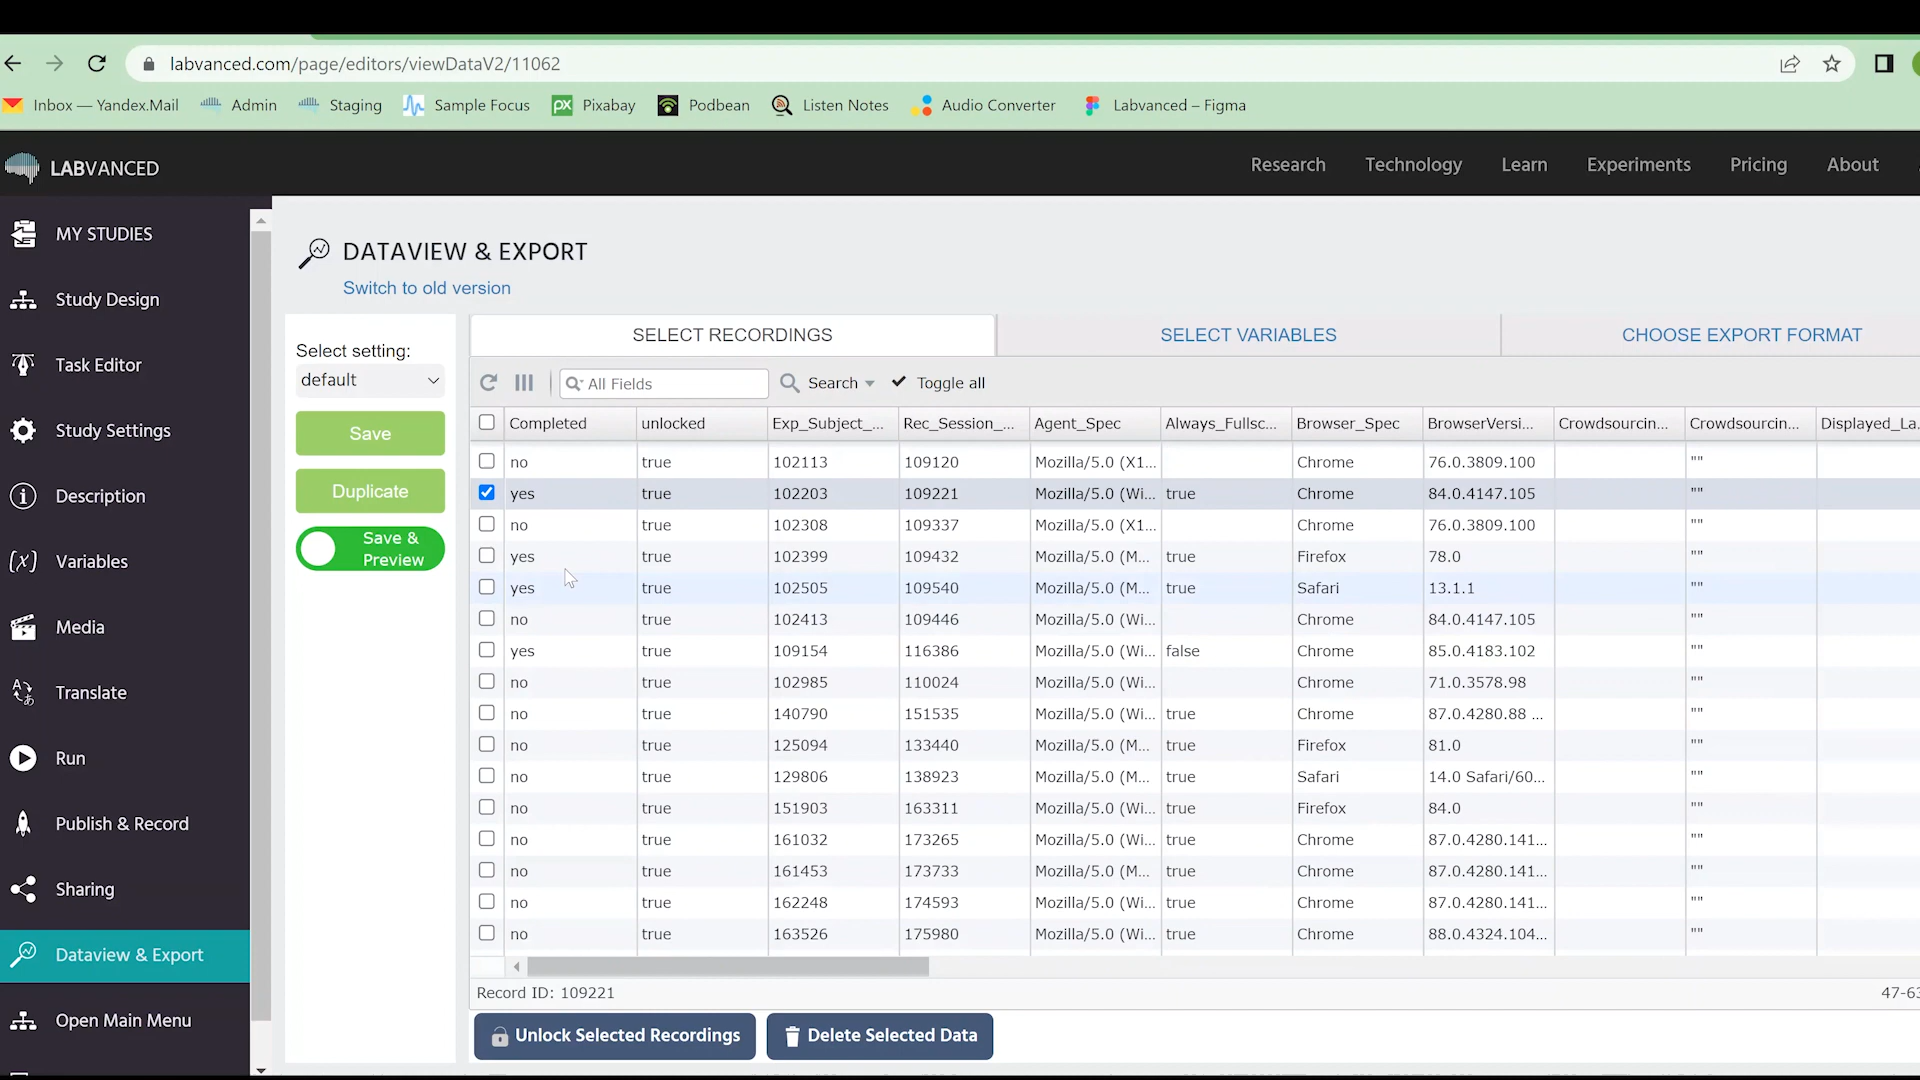 labvanced.com/page/editors/viewDataV2/11062
Inbox — Yandex.Mail Admin Staging Sample Focus px Pixabay Podbean Listen Notes Audio Converter Labvanced – Figma
LABVANCED Research Technology Learn Experiments Pricing About
MY STUDIES
Study Design
Task Editor
Study Settings
Description
Variables
Media
Translate
Run
Publish & Record
Sharing
Dataview & Export
Open Main Menu
DATAVIEW & EXPORT
Switch to old version
Select setting:
default
Save
Duplicate
Save &
Preview
SELECT RECORDINGS SELECT VARIABLES CHOOSE EXPORT FORMAT
All Fields Search Toggle all
Completed unlocked Exp_Subject_... Rec_Session_... Agent_Spec Always_Fullsc... Browser_Spec BrowserVersi... Crowdsourcin... Crowdsourcin... Displayed_La...
no true 102113 109120 Mozilla/5.0 (X1... Chrome 76.0.3809.100 ""
yes true 102203 109221 Mozilla/5.0 (Wi... true Chrome 84.0.4147.105 ""
no true 102308 109337 Mozilla/5.0 (X1... Chrome 76.0.3809.100 ""
yes true 102399 109432 Mozilla/5.0 (M... true Firefox 78.0 ""
yes true 102505 109540 Mozilla/5.0 (M... true Safari 13.1.1 ""
no true 102413 109446 Mozilla/5.0 (Wi... Chrome 84.0.4147.105 ""
yes true 109154 116386 Mozilla/5.0 (Wi... false Chrome 85.0.4183.102 ""
no true 102985 110024 Mozilla/5.0 (Wi... Chrome 71.0.3578.98 ""
no true 140790 151535 Mozilla/5.0 (Wi... true Chrome 87.0.4280.88 ... ""
no true 125094 133440 Mozilla/5.0 (M... true Firefox 81.0 ""
no true 129806 138923 Mozilla/5.0 (M... true Safari 14.0 Safari/60... ""
no true 151903 163311 Mozilla/5.0 (Wi... true Firefox 84.0 ""
no true 161032 173265 Mozilla/5.0 (Wi... true Chrome 87.0.4280.141... ""
no true 161453 173733 Mozilla/5.0 (M... true Chrome 87.0.4280.141... ""
no true 162248 174593 Mozilla/5.0 (Wi... true Chrome 87.0.4280.141... ""
no true 163526 175980 Mozilla/5.0 (Wi... true Chrome 88.0.4324.104... ""
Record ID: 109221 47-63
Unlock Selected Recordings Delete Selected Data